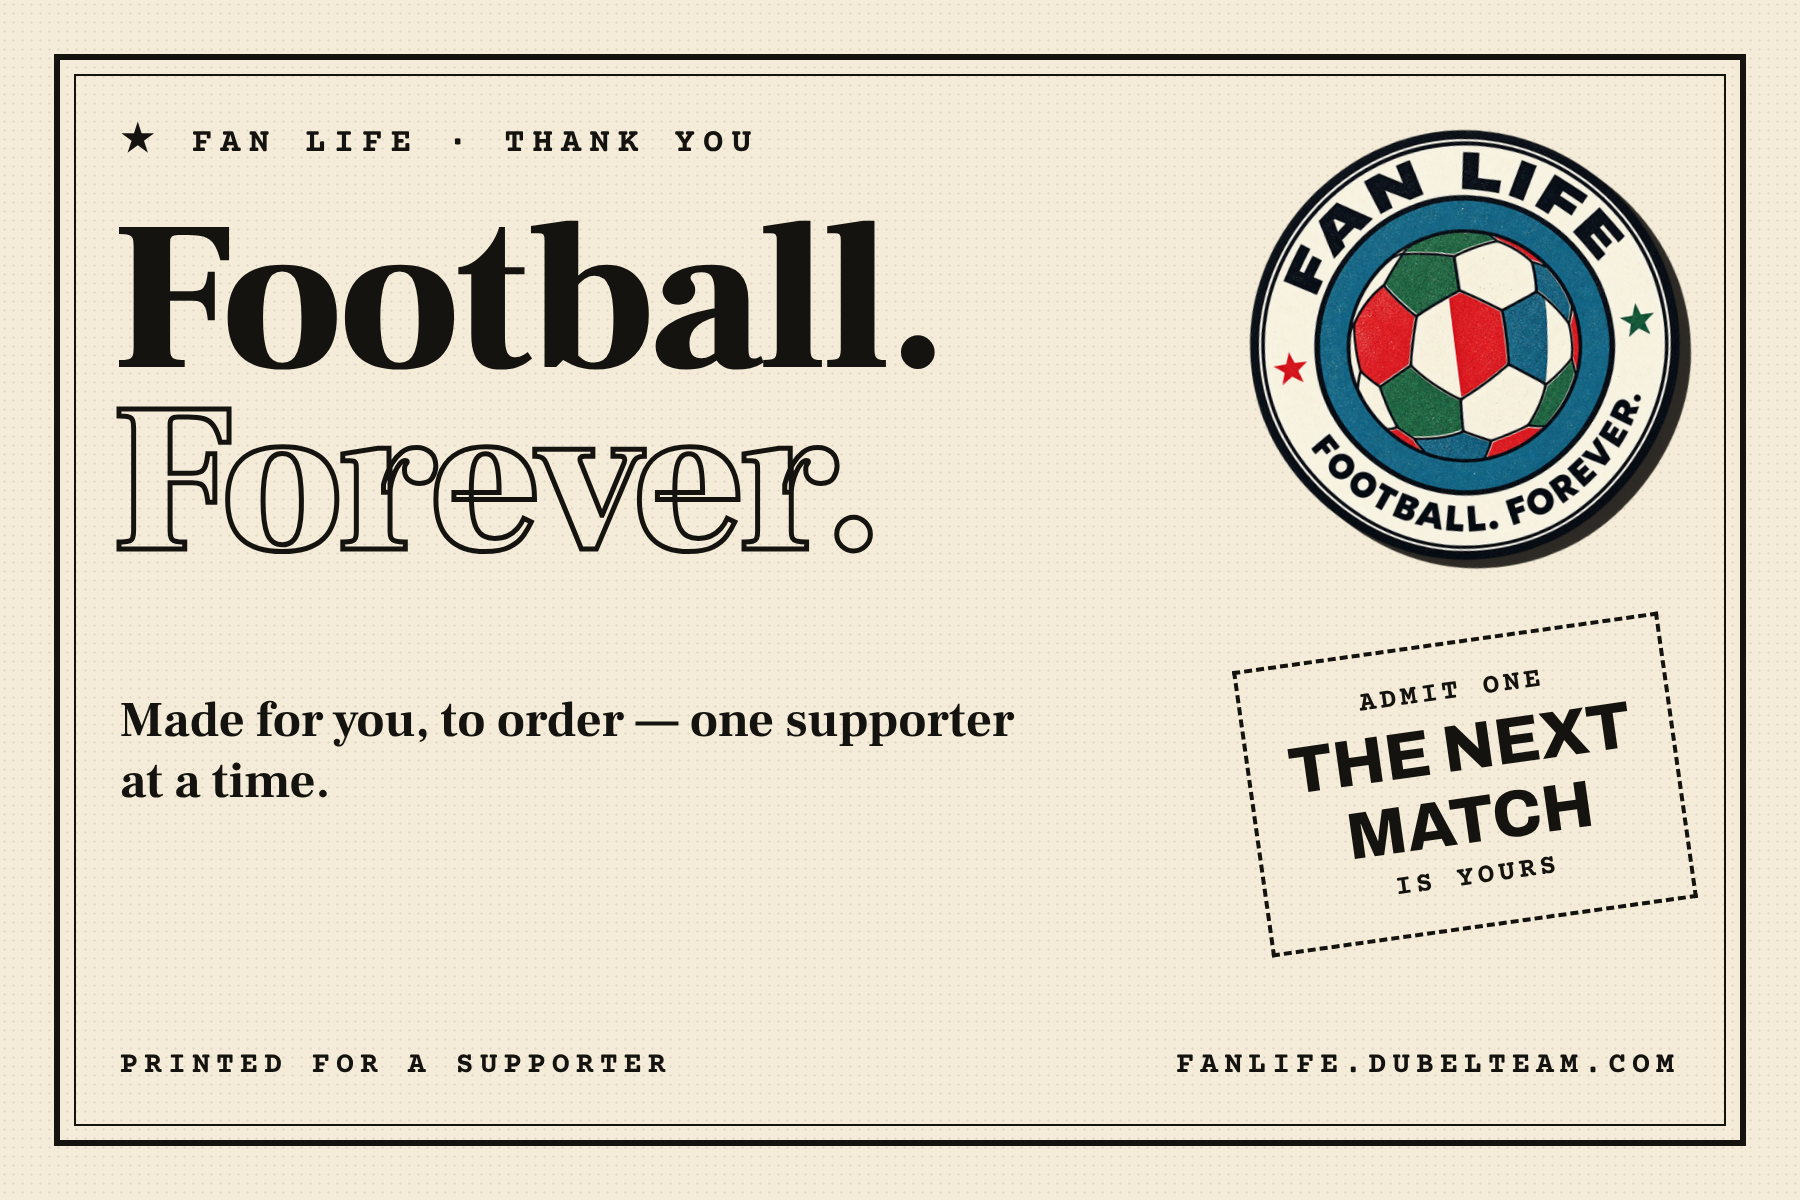 ★ FAN LIFE · THANK YOU
Football.
Forever.
FAN LIFE
FOOTBALL. FOREVER.
Made for you, to order — one supporter
at a time.
ADMIT ONE
THE NEXT
MATCH
IS YOURS
PRINTED FOR A SUPPORTER
FANLIFE.DUBELTEAM.COM